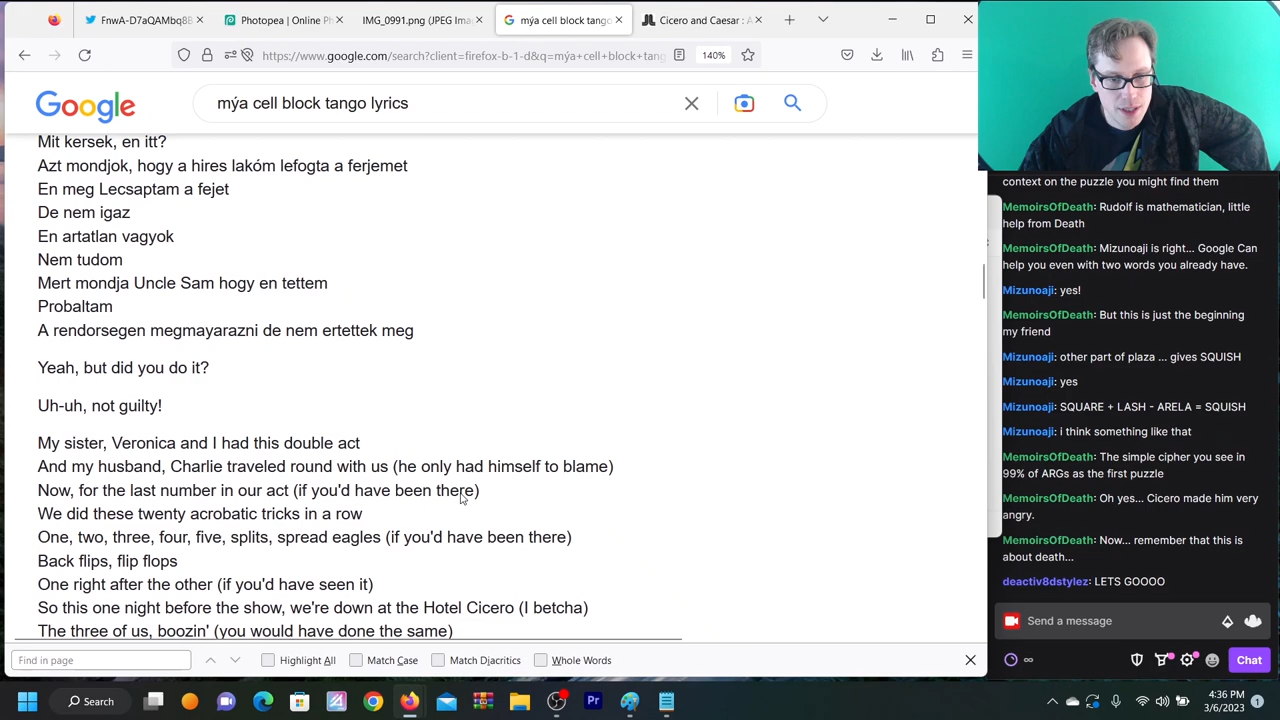 FnwA-D7aQAMbq8B
Photopea | Online Ph
IMG_0991.png (JPEG Imag
mýa cell block tango
Cicero and Caesar : A
https://www.google.com/search?client=firefox-b-1-d&q=mýa+cell+block+tang
140%
Google
mýa cell block tango lyrics
Mit kersek, en itt?
Azt mondjok, hogy a hires lakóm lefogta a ferjemet
En meg Lecsaptam a fejet
De nem igaz
En artatlan vagyok
Nem tudom
Mert mondja Uncle Sam hogy en tettem
Probaltam
A rendorsegen megmayarazni de nem ertettek meg
Yeah, but did you do it?
Uh-uh, not guilty!
My sister, Veronica and I had this double act
And my husband, Charlie traveled round with us (he only had himself to blame)
Now, for the last number in our act (if you'd have been there)
We did these twenty acrobatic tricks in a row
One, two, three, four, five, splits, spread eagles (if you'd have been there)
Back flips, flip flops
One right after the other (if you'd have seen it)
So this one night before the show, we're down at the Hotel Cicero (I betcha)
The three of us, boozin' (you would have done the same)
Find in page
Highlight All
Match Case
Match Diacritics
Whole Words
context on the puzzle you might find them
MemoirsOfDeath: Rudolf is mathematician, little
help from Death
MemoirsOfDeath: Mizunoaji is right... Google Can
help you even with two words you already have.
Mizunoaji: yes!
MemoirsOfDeath: But this is just the beginning
my friend
Mizunoaji: other part of plaza ... gives SQUISH
Mizunoaji: yes
Mizunoaji: SQUARE + LASH - ARELA = SQUISH
Mizunoaji: i think something like that
MemoirsOfDeath: The simple cipher you see in
99% of ARGs as the first puzzle
MemoirsOfDeath: Oh yes... Cicero made him very
angry.
MemoirsOfDeath: Now... remember that this is
about death...
deactiv8dstylez: LETS GOOOO
Send a message
Chat
Search
4:36 PM
3/6/2023